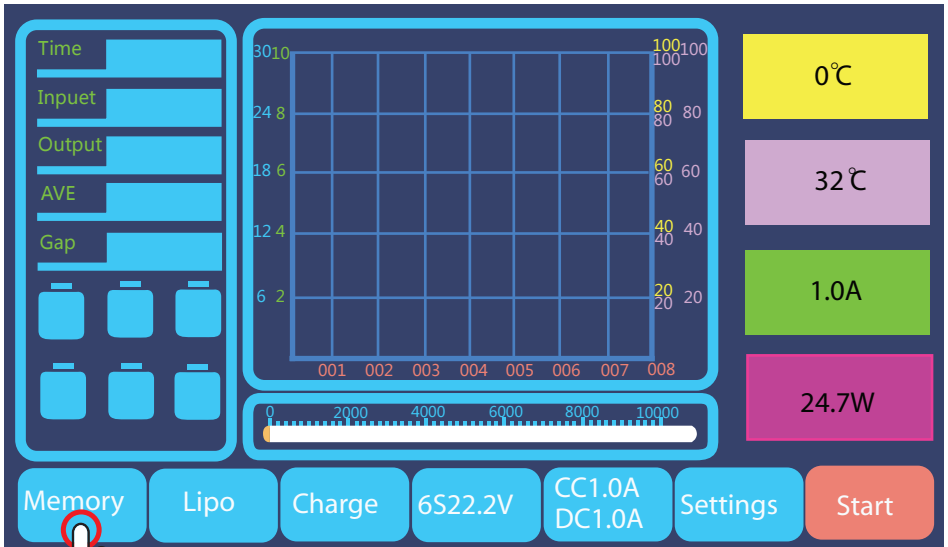 Time
Inpuet
Output
AVE
Gap
30 10 100 100
100
24 8 80 80
80
18 6 60 60
60
12 4 40 40
40
6 2 20 20
20
001 002 003 004 005 006 007 008
0 2000 4000 6000 8000 10000
0℃
32℃
1.0A
24.7W
Memory Lipo Charge 6S22.2V CC1.0A Settings Start
DC1.0A